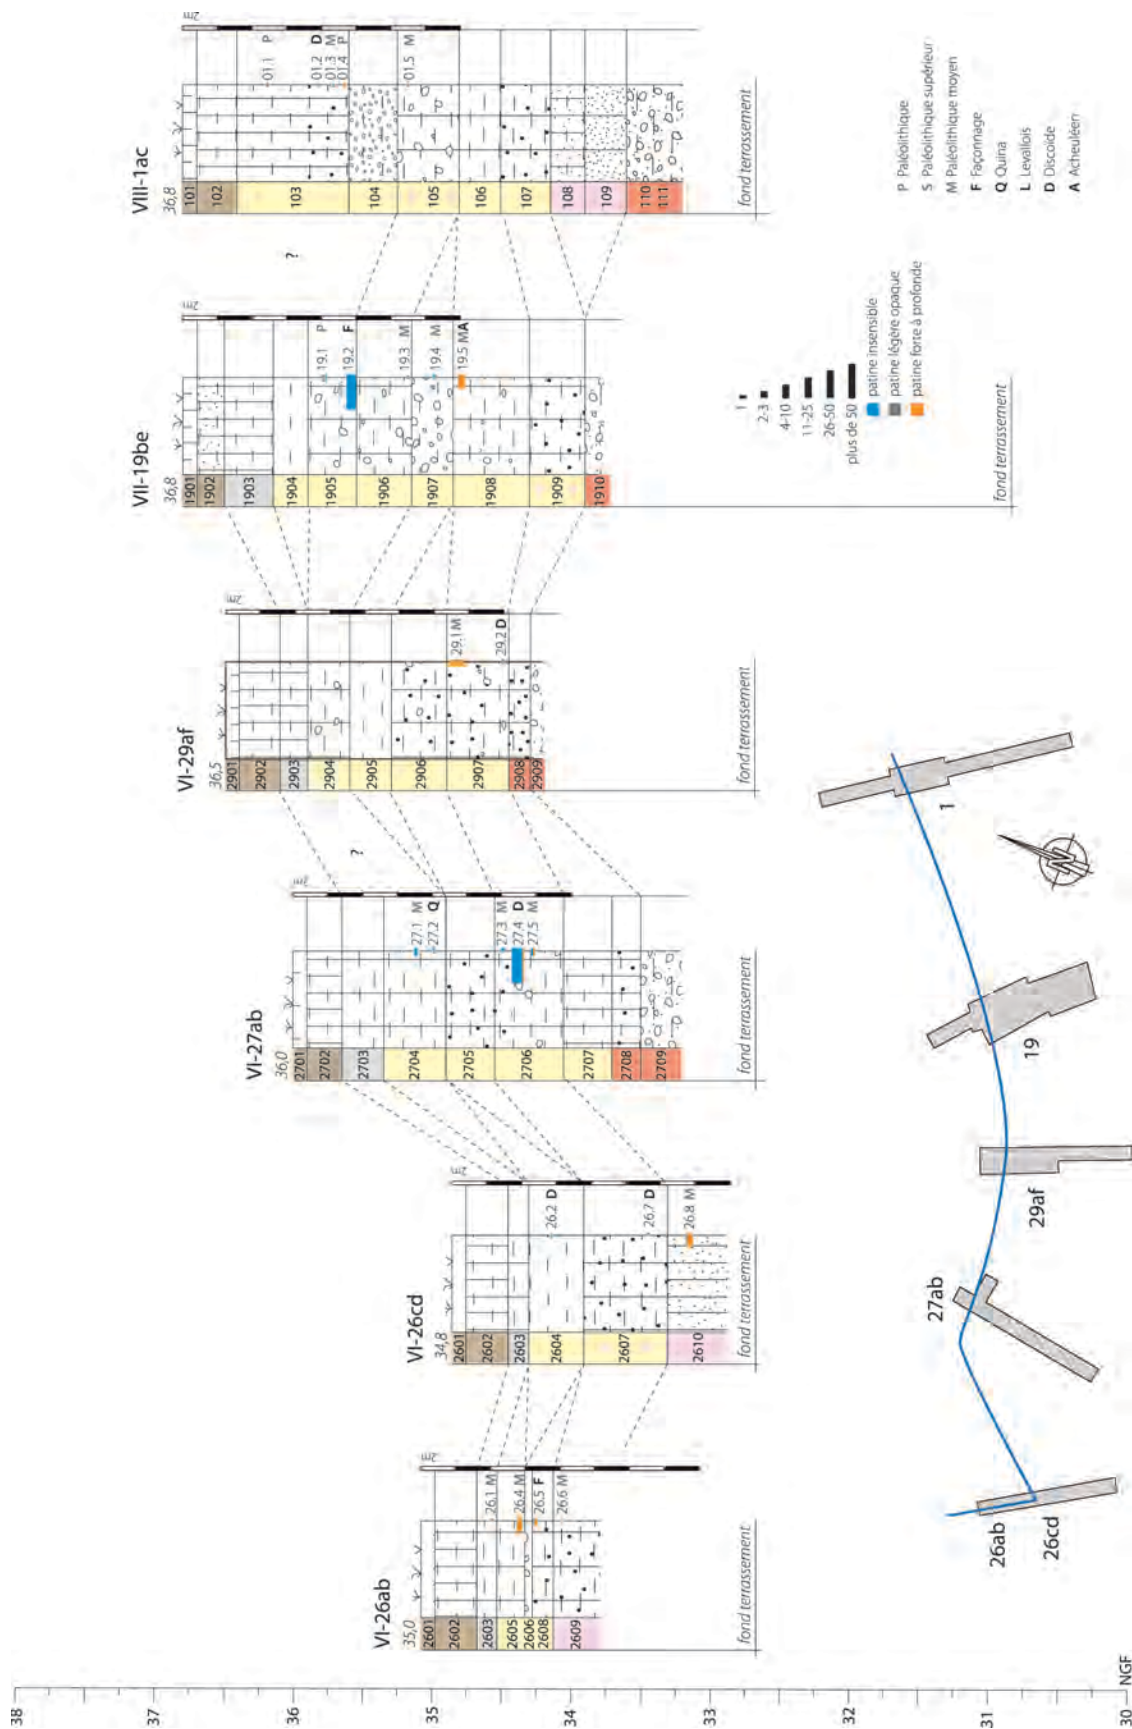 VI-26ab
35,0
2601
2602
2603
2605
2606
2608
2609
2m
26.1 M
26.4 M
26.5 F
26.6 M
fond terrassement
VI-26cd
34,8
2601
2602
2603
2604
2607
2610
2m
26.2 D
26.7 D
26.8 M
fond terrassement
VI-27ab
36,0
2701
2702
2703
2704
2705
2706
2707
2708
2709
2m
27.1 M
27.2 Q
27.3 M
27.4 D
27.5 M
fond terrassement
?
VI-29af
36,5
2901
2902
2903
2904
2905
2906
2907
2908
2909
2m
29.1 M
29.2 D
fond terrassement
VII-19be
36,8
1901
1902
1903
1904
1905
1906
1907
1908
1909
1910
2m
19.1 P
19.2 F
19.3 M
19.4 M
19.5 MA
fond terrassement
?
VIII-1ac
36,8
101
102
103
104
105
106
107
108
109
110
111
2m
01.1 P
01.2 D
01.3 M
01.4 P
01.5 M
fond terrassement
38
37
36
35
34
33
32
31
30 NGF
1
2-3
4-10
11-25
26-50
plus de 50
patine insensible
patine légère opaque
patine forte à profonde
P Paléolithique
S Paléolithique supérieur
M Paléolithique moyen
F Façonnage
Q Quina
L Levallois
D Discoïde
A Acheuléen
26ab
26cd
27ab
29af
19
1
N